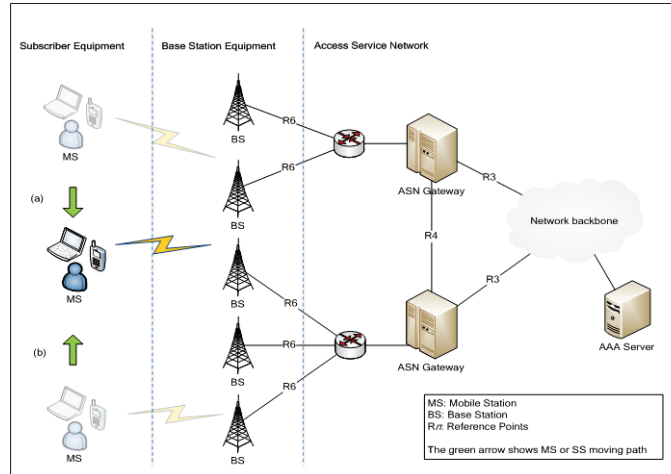 Subscriber Equipment
Base Station Equipment
Access Service Network
MS
(a)
MS
(b)
MS
BS
BS
BS
BS
BS
R6
R6
R6
R6
R6
ASN Gateway
R4
ASN Gateway
R3
R3
Network backbone
AAA Server
MS: Mobile Station
BS: Base Station
Rn: Reference Points
The green arrow shows MS or SS moving path